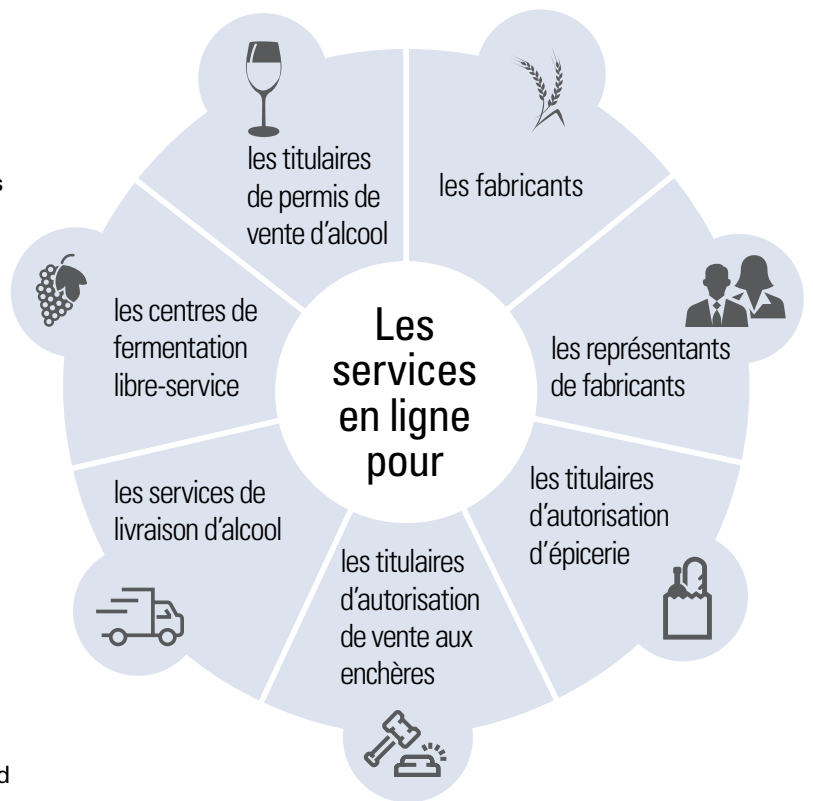 Les
services
en ligne
pour
les titulaires
de permis de
vente d'alcool
les fabricants
les représentants
de fabricants
les titulaires
d'autorisation
d'épicerie
les titulaires
d'autorisation
de vente aux
enchères
les services de
livraison d'alcool
les centres de
fermentation
libre-service
s
d